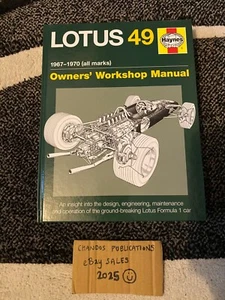 LOTUS 49
Haynes
1967–1970 (all marks)
Owners' Workshop Manual
An insight into the design, engineering, maintenance
and operation of the ground-breaking Lotus Formula 1 car
CHANDOS PUBLICATIONS
EBAY SALES
2025